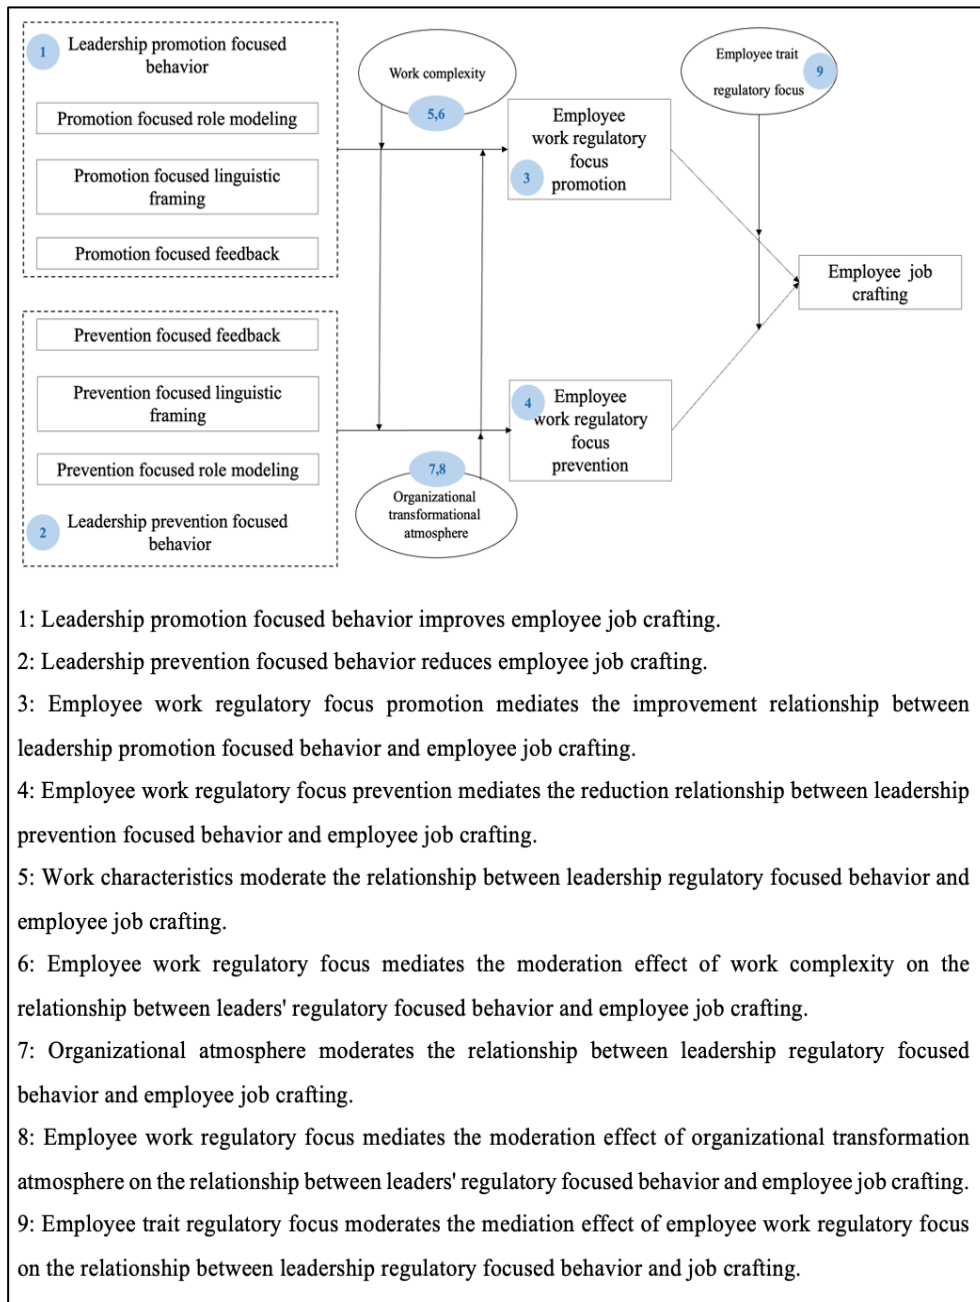 1
Leadership promotion focused
behavior
Promotion focused role modeling
Promotion focused linguistic
framing
Promotion focused feedback
Prevention focused feedback
Prevention focused linguistic
framing
Prevention focused role modeling
2
Leadership prevention focused
behavior
Work complexity
5,6
7,8
Organizational
transformational
atmosphere
Employee
work regulatory
focus
3
promotion
4
Employee
work regulatory
focus
prevention
Employee trait
9
regulatory focus
Employee job
crafting
1: Leadership promotion focused behavior improves employee job crafting.
2: Leadership prevention focused behavior reduces employee job crafting.
3: Employee work regulatory focus promotion mediates the improvement relationship between
leadership promotion focused behavior and employee job crafting.
4: Employee work regulatory focus prevention mediates the reduction relationship between leadership
prevention focused behavior and employee job crafting.
5: Work characteristics moderate the relationship between leadership regulatory focused behavior and
employee job crafting.
6: Employee work regulatory focus mediates the moderation effect of work complexity on the
relationship between leaders' regulatory focused behavior and employee job crafting.
7: Organizational atmosphere moderates the relationship between leadership regulatory focused
behavior and employee job crafting.
8: Employee work regulatory focus mediates the moderation effect of organizational transformation
atmosphere on the relationship between leaders' regulatory focused behavior and employee job crafting.
9: Employee trait regulatory focus moderates the mediation effect of employee work regulatory focus
on the relationship between leadership regulatory focused behavior and job crafting.